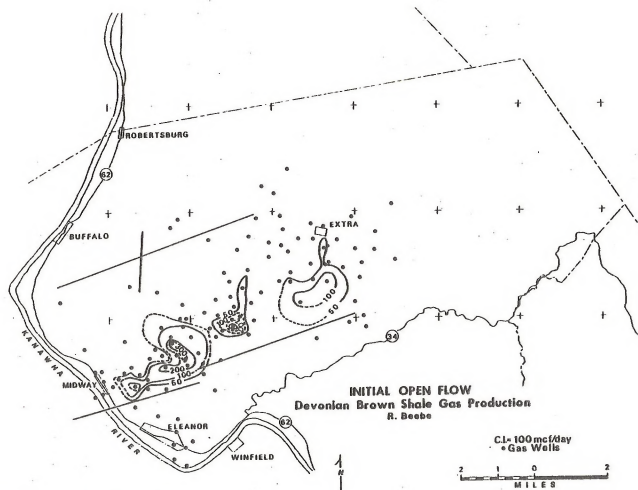 ROBERTSBURG
62
BUFFALO
EXTRA
100
50
50
200
100
50
34
KANAWHA
RIVER
MIDWAY
ELEANOR
62
WINFIELD
INITIAL OPEN FLOW
Devonian Brown Shale Gas Production
R. Beebe
C.I.= 100 mcf/day
• Gas Wells
N
2 1 0 2
MILES